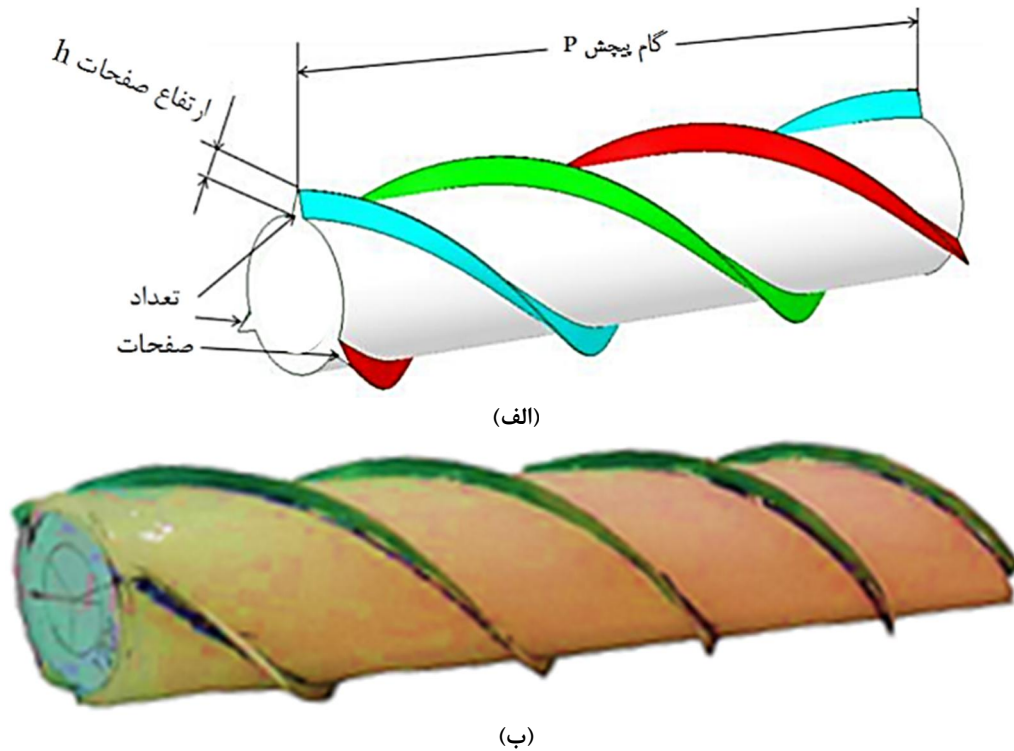 گام پیچش P
ارتفاع صفحات h
تعداد
صفحات
(الف)
(ب)